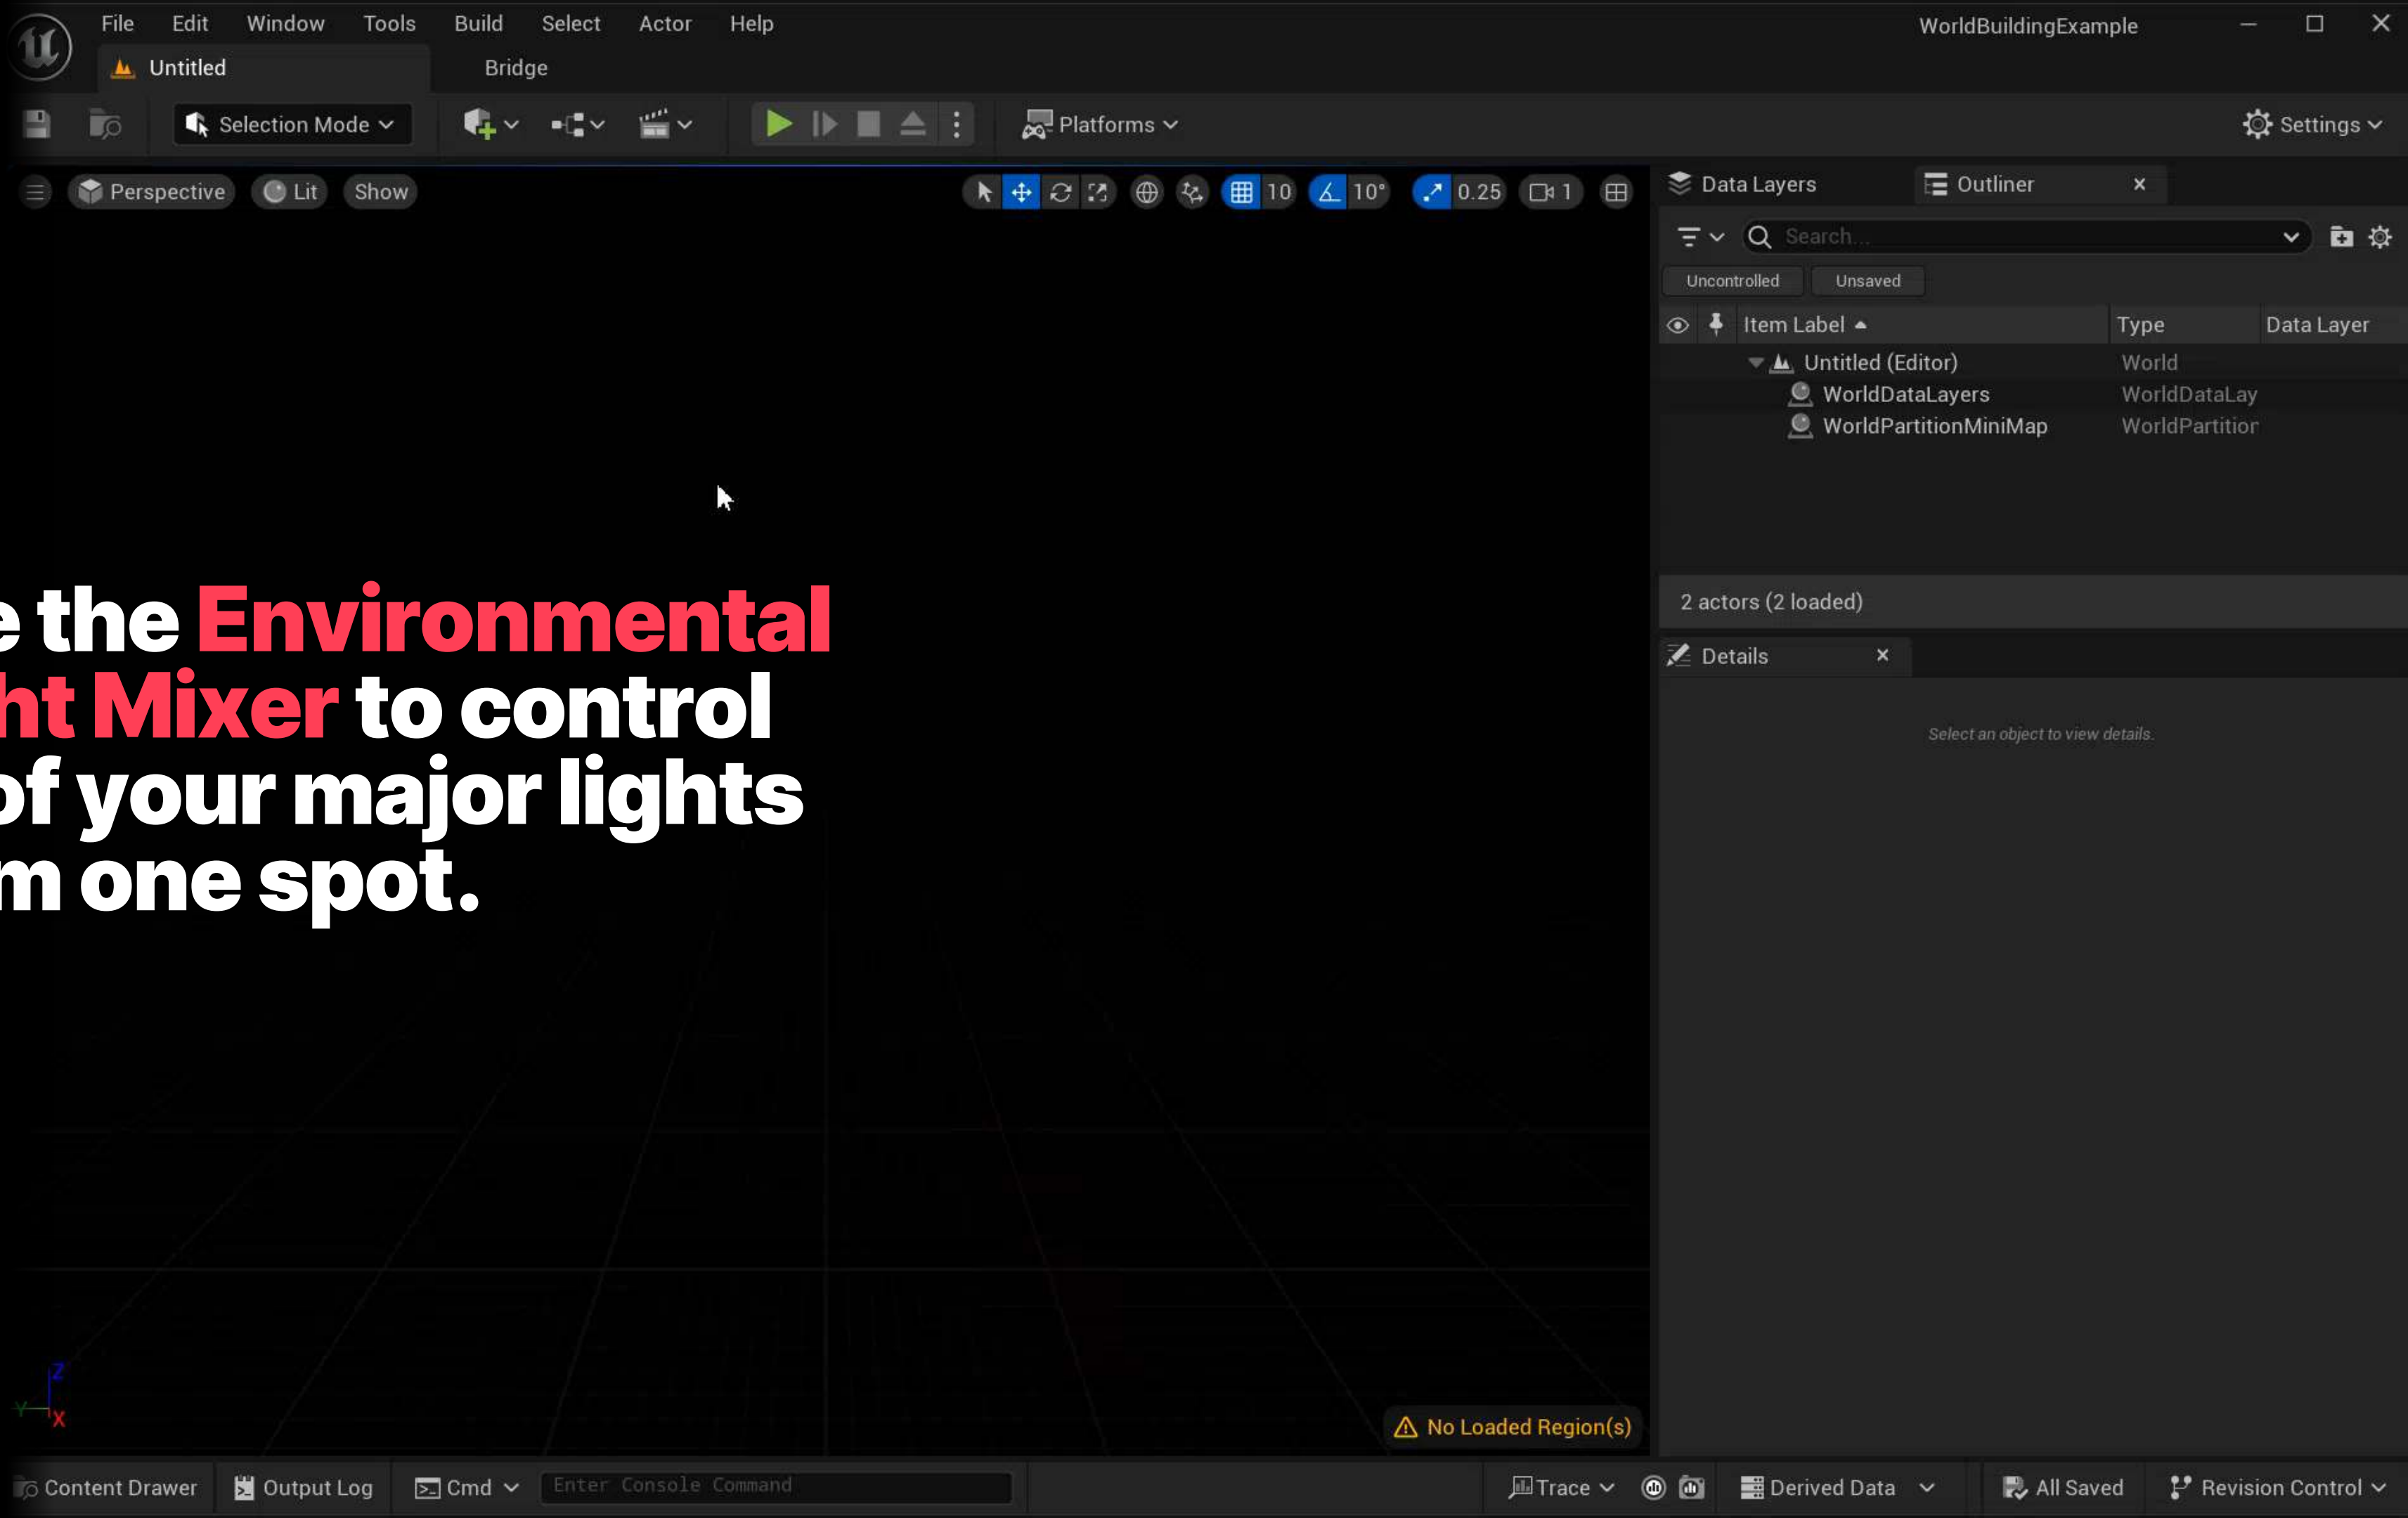 File Edit Window Tools Build Select Actor Help
WorldBuildingExample
Untitled
Bridge
Selection Mode
Platforms
Settings
Perspective Lit Show
10 10° 0.25 1
Data Layers
Outliner
Search...
Uncontrolled Unsaved
Item Label Type Data Layer
Untitled (Editor) World
WorldDataLayers WorldDataLay
WorldPartitionMiniMap WorldPartition
2 actors (2 loaded)
Details
Select an object to view details.
e the Environmental
ht Mixer to control
of your major lights
m one spot.
Z
Y
X
No Loaded Region(s)
Content Drawer Output Log Cmd Enter Console Command Trace Derived Data All Saved Revision Control